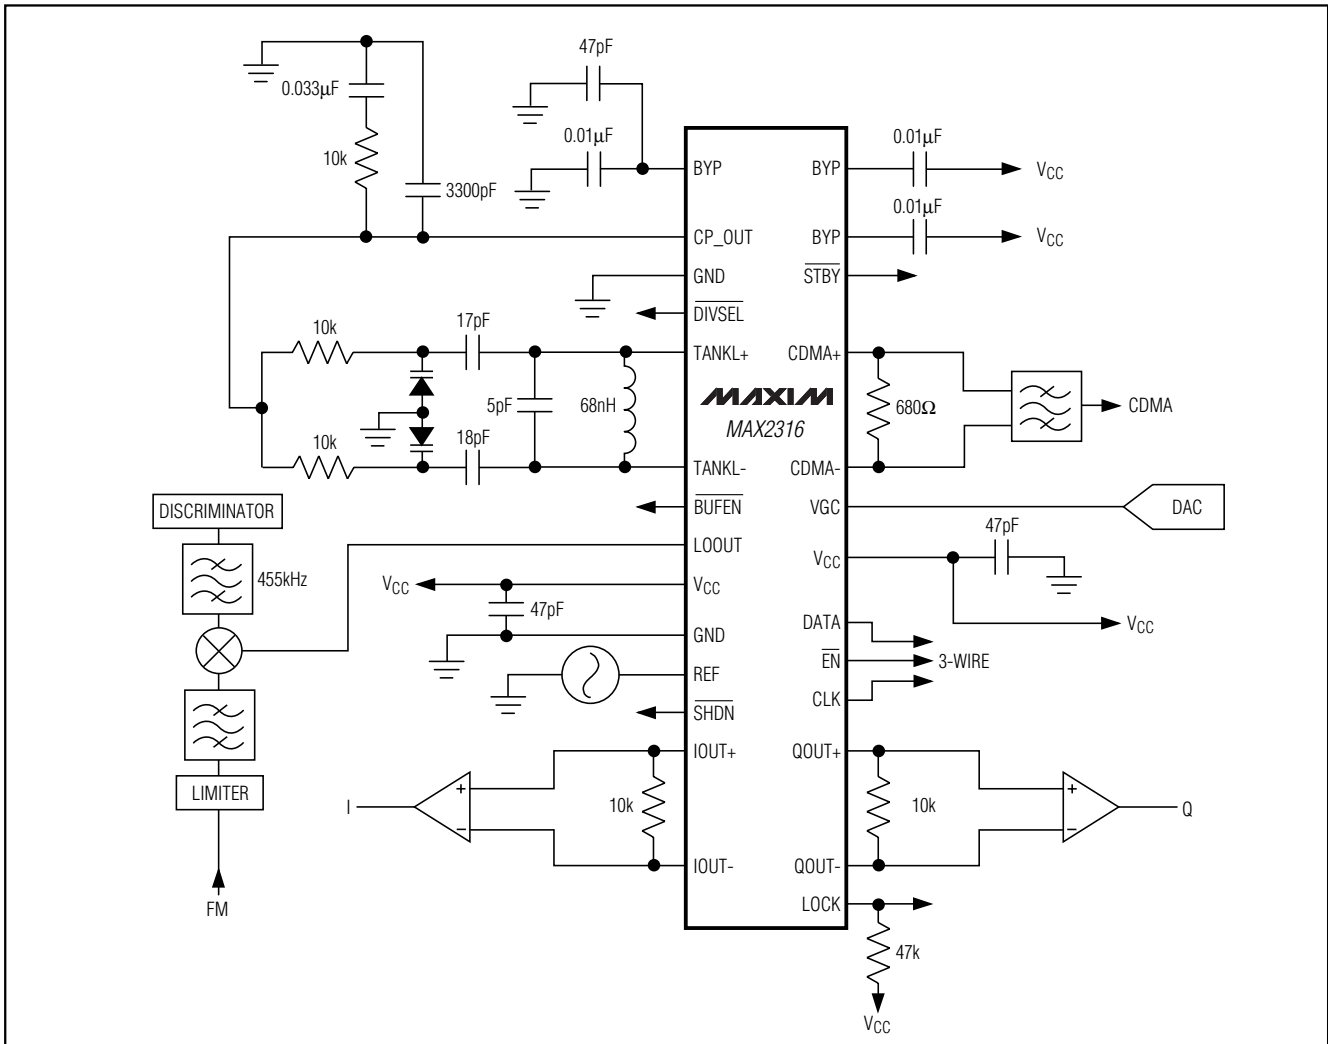 47pF
0.033µF
0.01µF
0.01µF
10k
BYP
BYP
VCC
3300pF
0.01µF
CP_OUT
BYP
VCC
GND
STBY
DIVSEL
10k
17pF
TANKL+
CDMA+
MAXIM
5pF
68nH
680Ω
CDMA
MAX2316
10k
18pF
TANKL-
CDMA-
DISCRIMINATOR
BUFEN
VGC
DAC
47pF
LOOUT
455kHz
VCC
VCC
VCC
47pF
DATA
VCC
GND
EN
3-WIRE
REF
CLK
SHDN
IOUT+
QOUT+
LIMITER
I
+
−
10k
10k
+
−
Q
IOUT-
QOUT-
FM
LOCK
47k
VCC